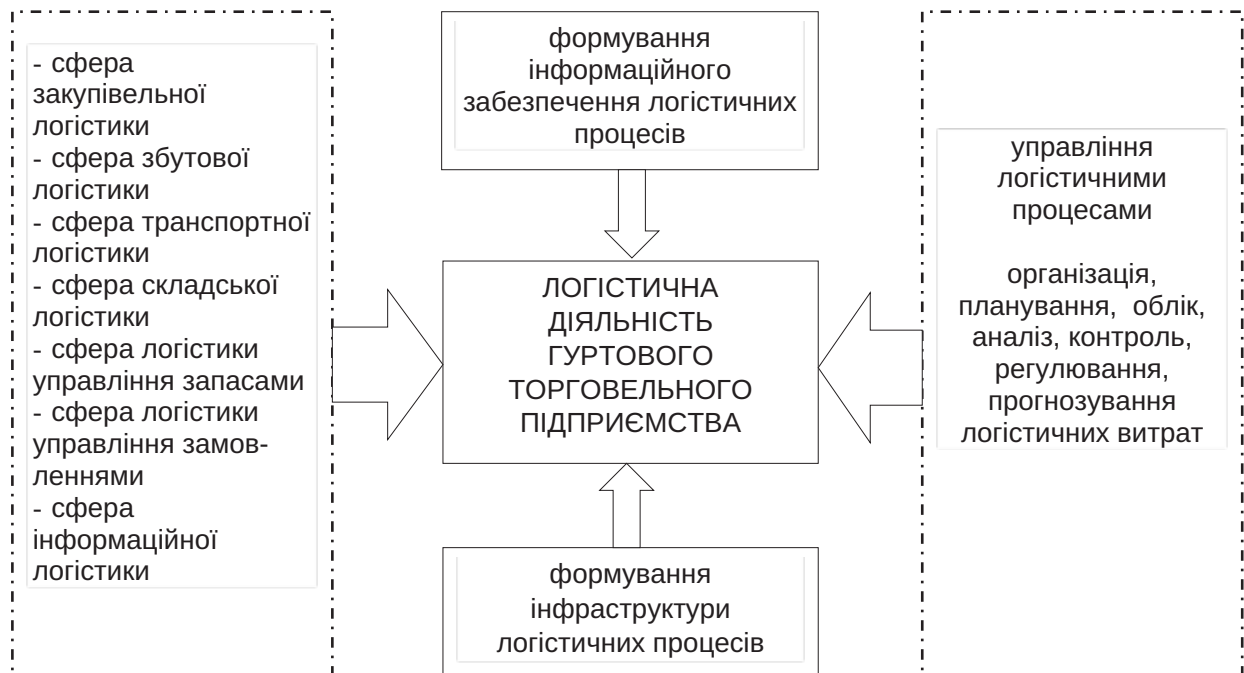 - сфера
закупівельної
логістики
- сфера збутової
логістики
- сфера транспортної
логістики
- сфера складської
логістики
- сфера логістики
управління запасами
- сфера логістики
управління замов-
леннями
- сфера
інформаційної
логістики
формування
інформаційного
забезпечення логістичних
процесів
ЛОГІСТИЧНА
ДІЯЛЬНІСТЬ
ГУРТОВОГО
ТОРГОВЕЛЬНОГО
ПІДПРИЄМСТВА
формування
інфраструктури
логістичних процесів
управління
логістичними
процесами
організація,
планування, облік,
аналіз, контроль,
регулювання,
прогнозування
логістичних витрат